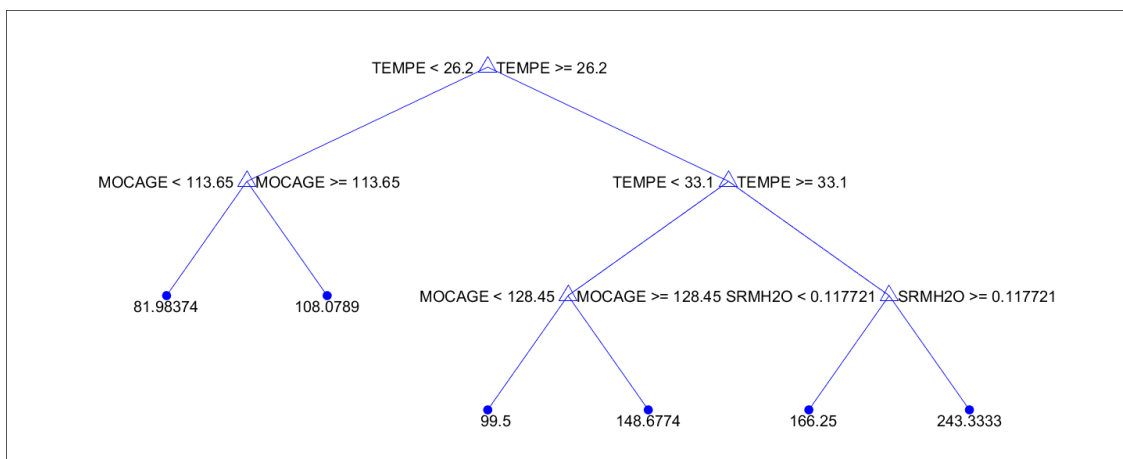 TEMPE < 26.2 TEMPE >= 26.2
MOCAGE < 113.65 MOCAGE >= 113.65 TEMPE < 33.1 TEMPE >= 33.1
81.98374 108.0789 MOCAGE < 128.45 MOCAGE >= 128.45 SRMH2O < 0.117721 SRMH2O >= 0.117721
99.5 148.6774 166.25 243.3333